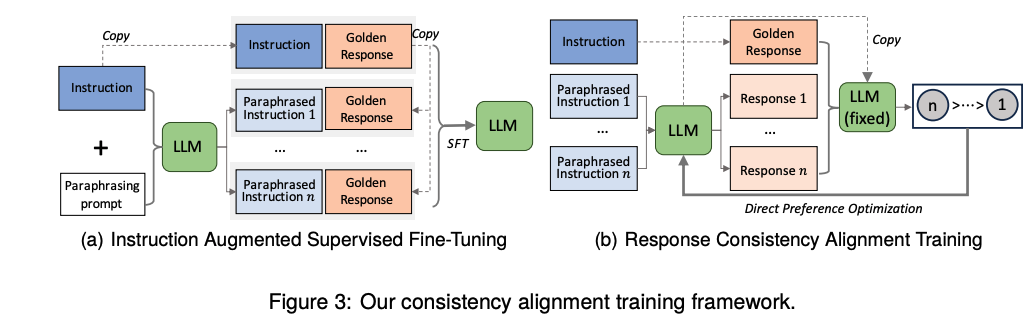 Copy
Instruction
Golden
Response
Copy
Instruction
+
Paraphrasing
prompt
LLM
Paraphrased
Instruction 1
Golden
Response
...
...
Paraphrased
Instruction n
Golden
Response
SFT
LLM
(a) Instruction Augmented Supervised Fine-Tuning
Instruction
Golden
Response
Copy
Paraphrased
Instruction 1
...
Paraphrased
Instruction n
LLM
Response 1
...
Response n
LLM
(fixed)
n >···> 1
Direct Preference Optimization
(b) Response Consistency Alignment Training
Figure 3: Our consistency alignment training framework.